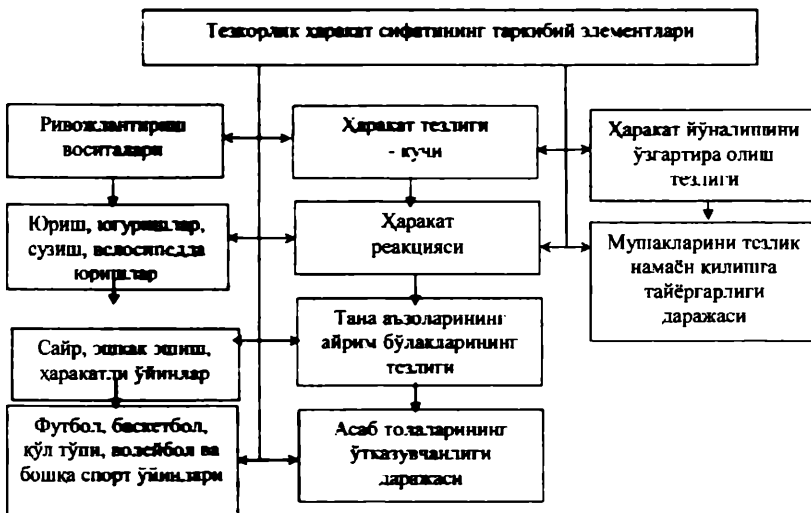 Тезкорлик ҳаракат сифатининг таркибий элементлари
Ривожлантириш
воситалари
Ҳаракат тезлиги
- кучи
Ҳаракат йўналишини
ўзгартира олиш
тезлиги
Юриш, югуришлар,
сузиш, велосипедда
юришлар
Ҳаракат
реакцияси
Мушакларини тезлик
намаён қилишга
тайёргарлиги
даражаси
Сайр, эшкак эшиш,
ҳаракатли ўйинлар
Тана аъзоларининг
айрим бўлакларининг
тезлиги
Футбол, баскетбол,
қўл тўпи, волейбол ва
бошқа спорт ўйинлари
Асаб толаларининг
ўтказувчанлиги
даражаси